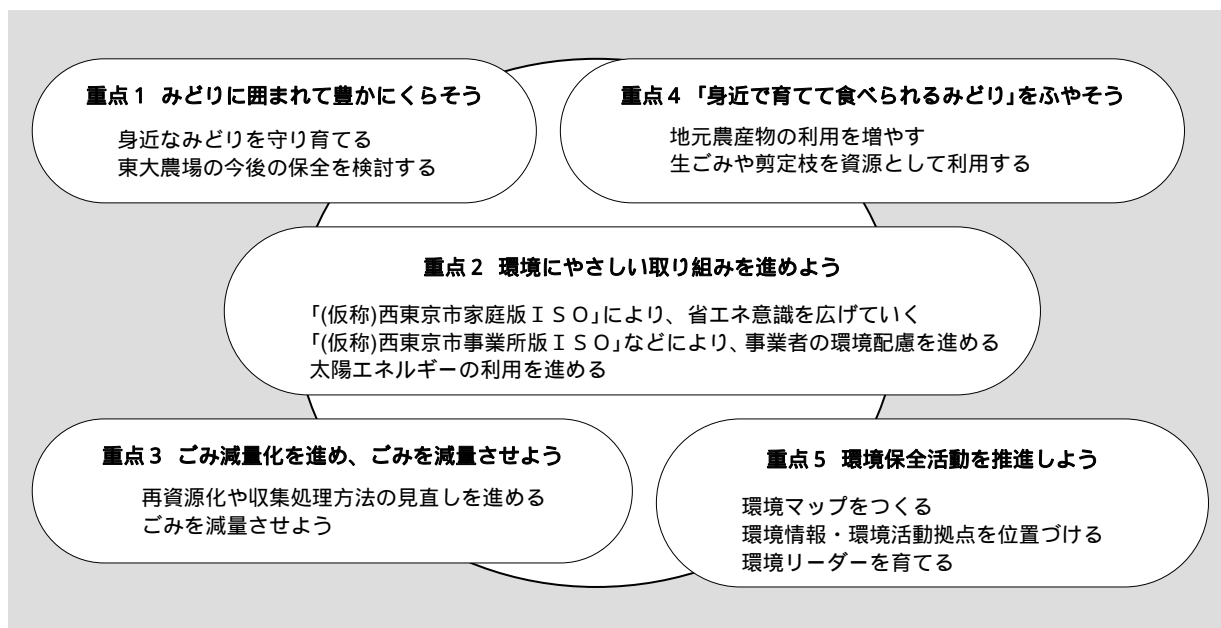 重点１ みどりに囲まれて豊かにくらそう
身近なみどりを守り育てる
東大農場の今後の保全を検討する
重点４ 「身近で育てて食べられるみどり」をふやそう
地元農産物の利用を増やす
生ごみや剪定枝を資源として利用する
重点２ 環境にやさしい取り組みを進めよう
「(仮称)西東京市家庭版ＩＳＯ」により、省エネ意識を広げていく
「(仮称)西東京市事業所版ＩＳＯ」などにより、事業者の環境配慮を進める
太陽エネルギーの利用を進める
重点３ ごみ減量化を進め、ごみを減量させよう
再資源化や収集処理方法の見直しを進める
ごみを減量させよう
重点５ 環境保全活動を推進しよう
環境マップをつくる
環境情報・環境活動拠点を位置づける
環境リーダーを育てる